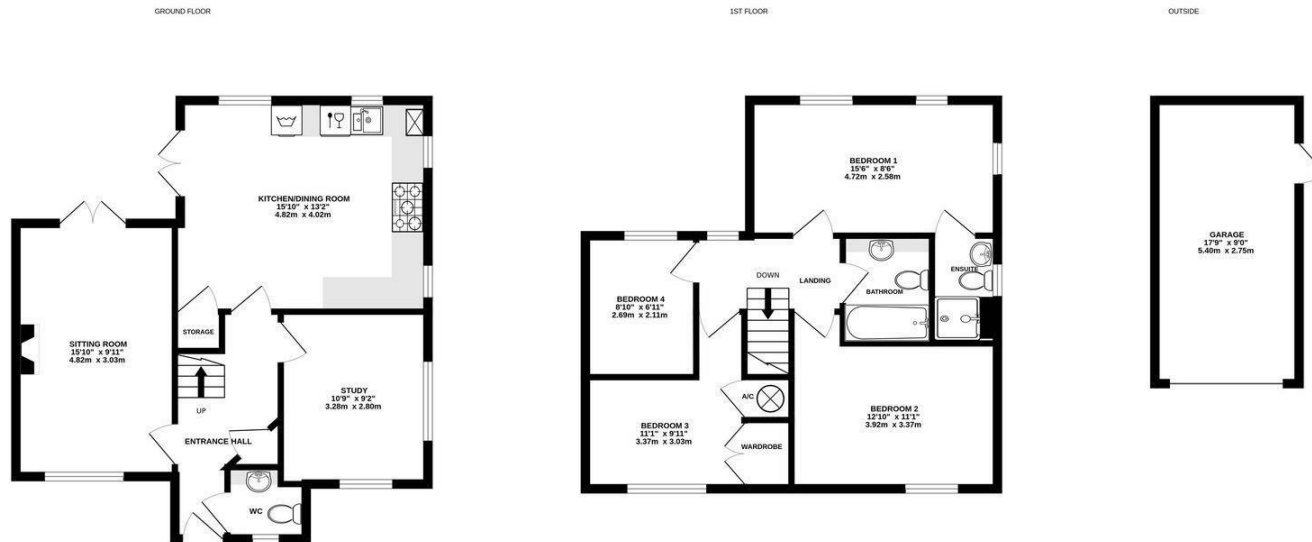 GROUND FLOOR
1ST FLOOR
OUTSIDE
KITCHEN/DINING ROOM
15'10" x 13'2"
4.82m x 4.02m
STORAGE
SITTING ROOM
15'10" x 9'11"
4.82m x 3.03m
UP
STUDY
10'9" x 9'2"
3.28m x 2.80m
ENTRANCE HALL
WC
BEDROOM 1
15'6" x 8'6"
4.72m x 2.58m
ENSUITE
DOWN
LANDING
BATHROOM
BEDROOM 4
8'10" x 6'11"
2.69m x 2.11m
A/C
BEDROOM 3
11'1" x 9'11"
3.37m x 3.03m
WARDROBE
BEDROOM 2
12'10" x 11'1"
3.92m x 3.37m
GARAGE
17'9" x 9'0"
5.40m x 2.75m